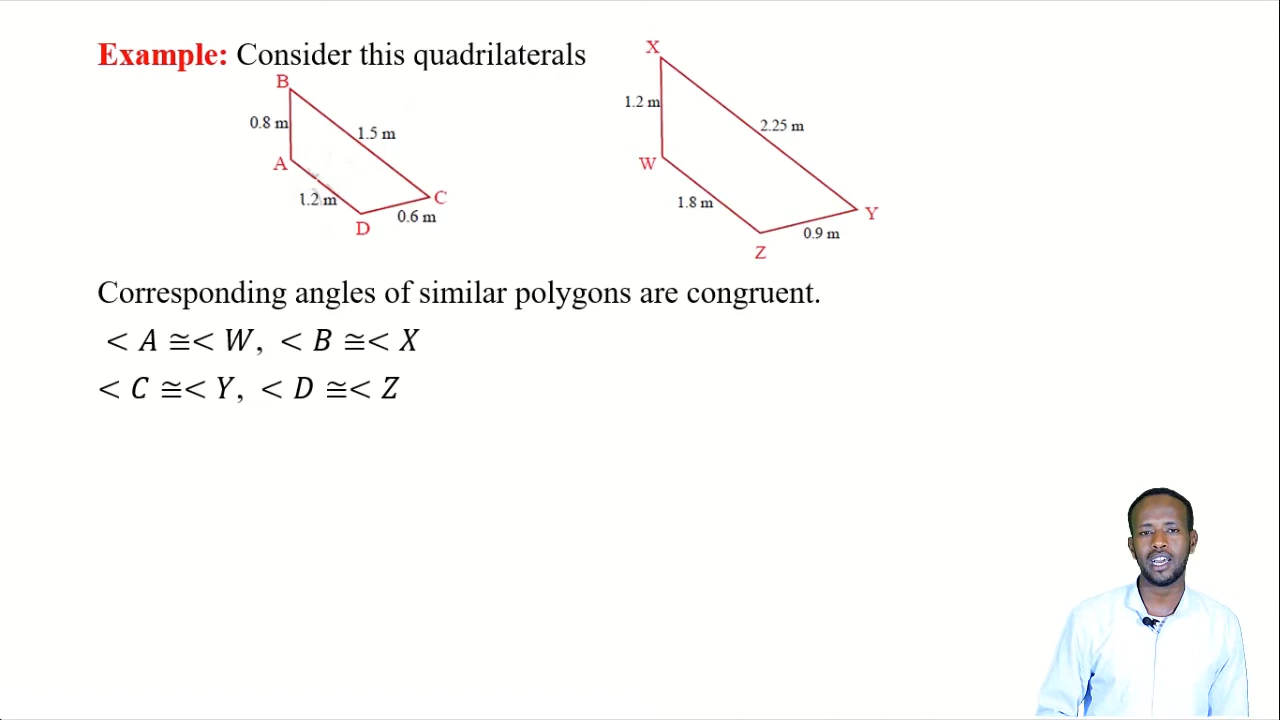 Example: Consider this quadrilaterals
B
0.8 m
1.5 m
A
1.2 m
C
0.6 m
D
X
1.2 m
2.25 m
W
1.8 m
Y
0.9 m
Z
Corresponding angles of similar polygons are congruent.
< A ≅< W, < B ≅< X
< C ≅< Y, < D ≅< Z